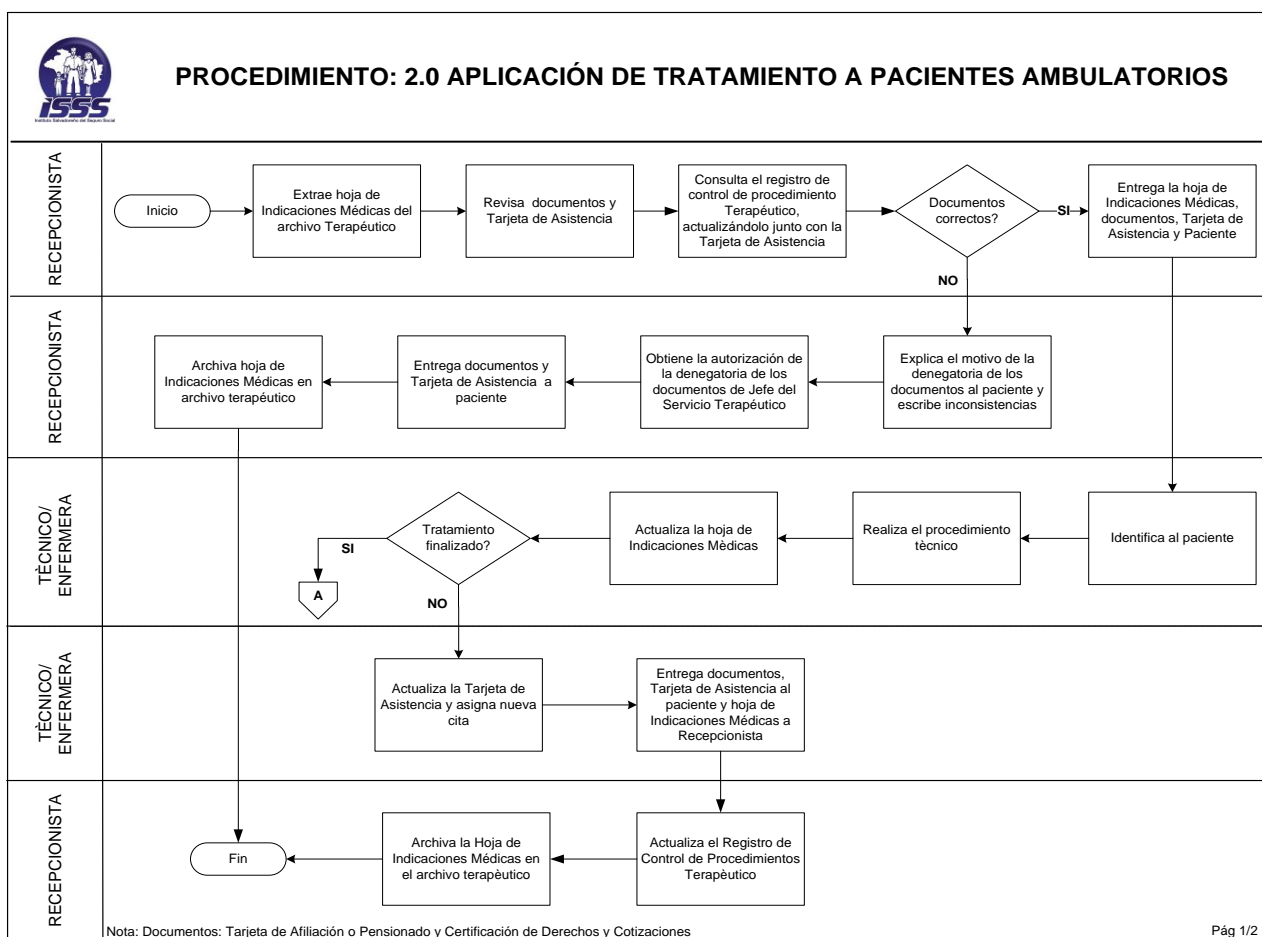 ISSS
Instituto Salvadoreño del Seguro Social
PROCEDIMIENTO: 2.0 APLICACIÓN DE TRATAMIENTO A PACIENTES AMBULATORIOS
RECEPCIONISTA
Inicio
Extrae hoja de
Indicaciones Médicas del
archivo Terapéutico
Revisa documentos y
Tarjeta de Asistencia
Consulta el registro de
control de procedimiento
Terapéutico,
actualizándolo junto con la
Tarjeta de Asistencia
Documentos
correctos?
SI
NO
Entrega la hoja de
Indicaciones Médicas,
documentos, Tarjeta de
Asistencia y Paciente
RECEPCIONISTA
Explica el motivo de la
denegatoria de los
documentos al paciente y
escribe inconsistencias
Obtiene la autorización de
la denegatoria de los
documentos de Jefe del
Servicio Terapéutico
Entrega documentos y
Tarjeta de Asistencia a
paciente
Archiva hoja de
Indicaciones Médicas en
archivo terapéutico
TÈCNICO/
ENFERMERA
Identifica al paciente
Realiza el procedimiento
tècnico
Actualiza la hoja de
Indicaciones Mèdicas
Tratamiento
finalizado?
SI
A
NO
TÈCNICO/
ENFERMERA
Actualiza la Tarjeta de
Asistencia y asigna nueva
cita
Entrega documentos,
Tarjeta de Asistencia al
paciente y hoja de
Indicaciones Médicas a
Recepcionista
RECEPCIONISTA
Actualiza el Registro de
Control de Procedimientos
Terapèutico
Archiva la Hoja de
Indicaciones Médicas en
el archivo terapèutico
Fin
Nota: Documentos: Tarjeta de Afiliación o Pensionado y Certificación de Derechos y Cotizaciones
Pág 1/2